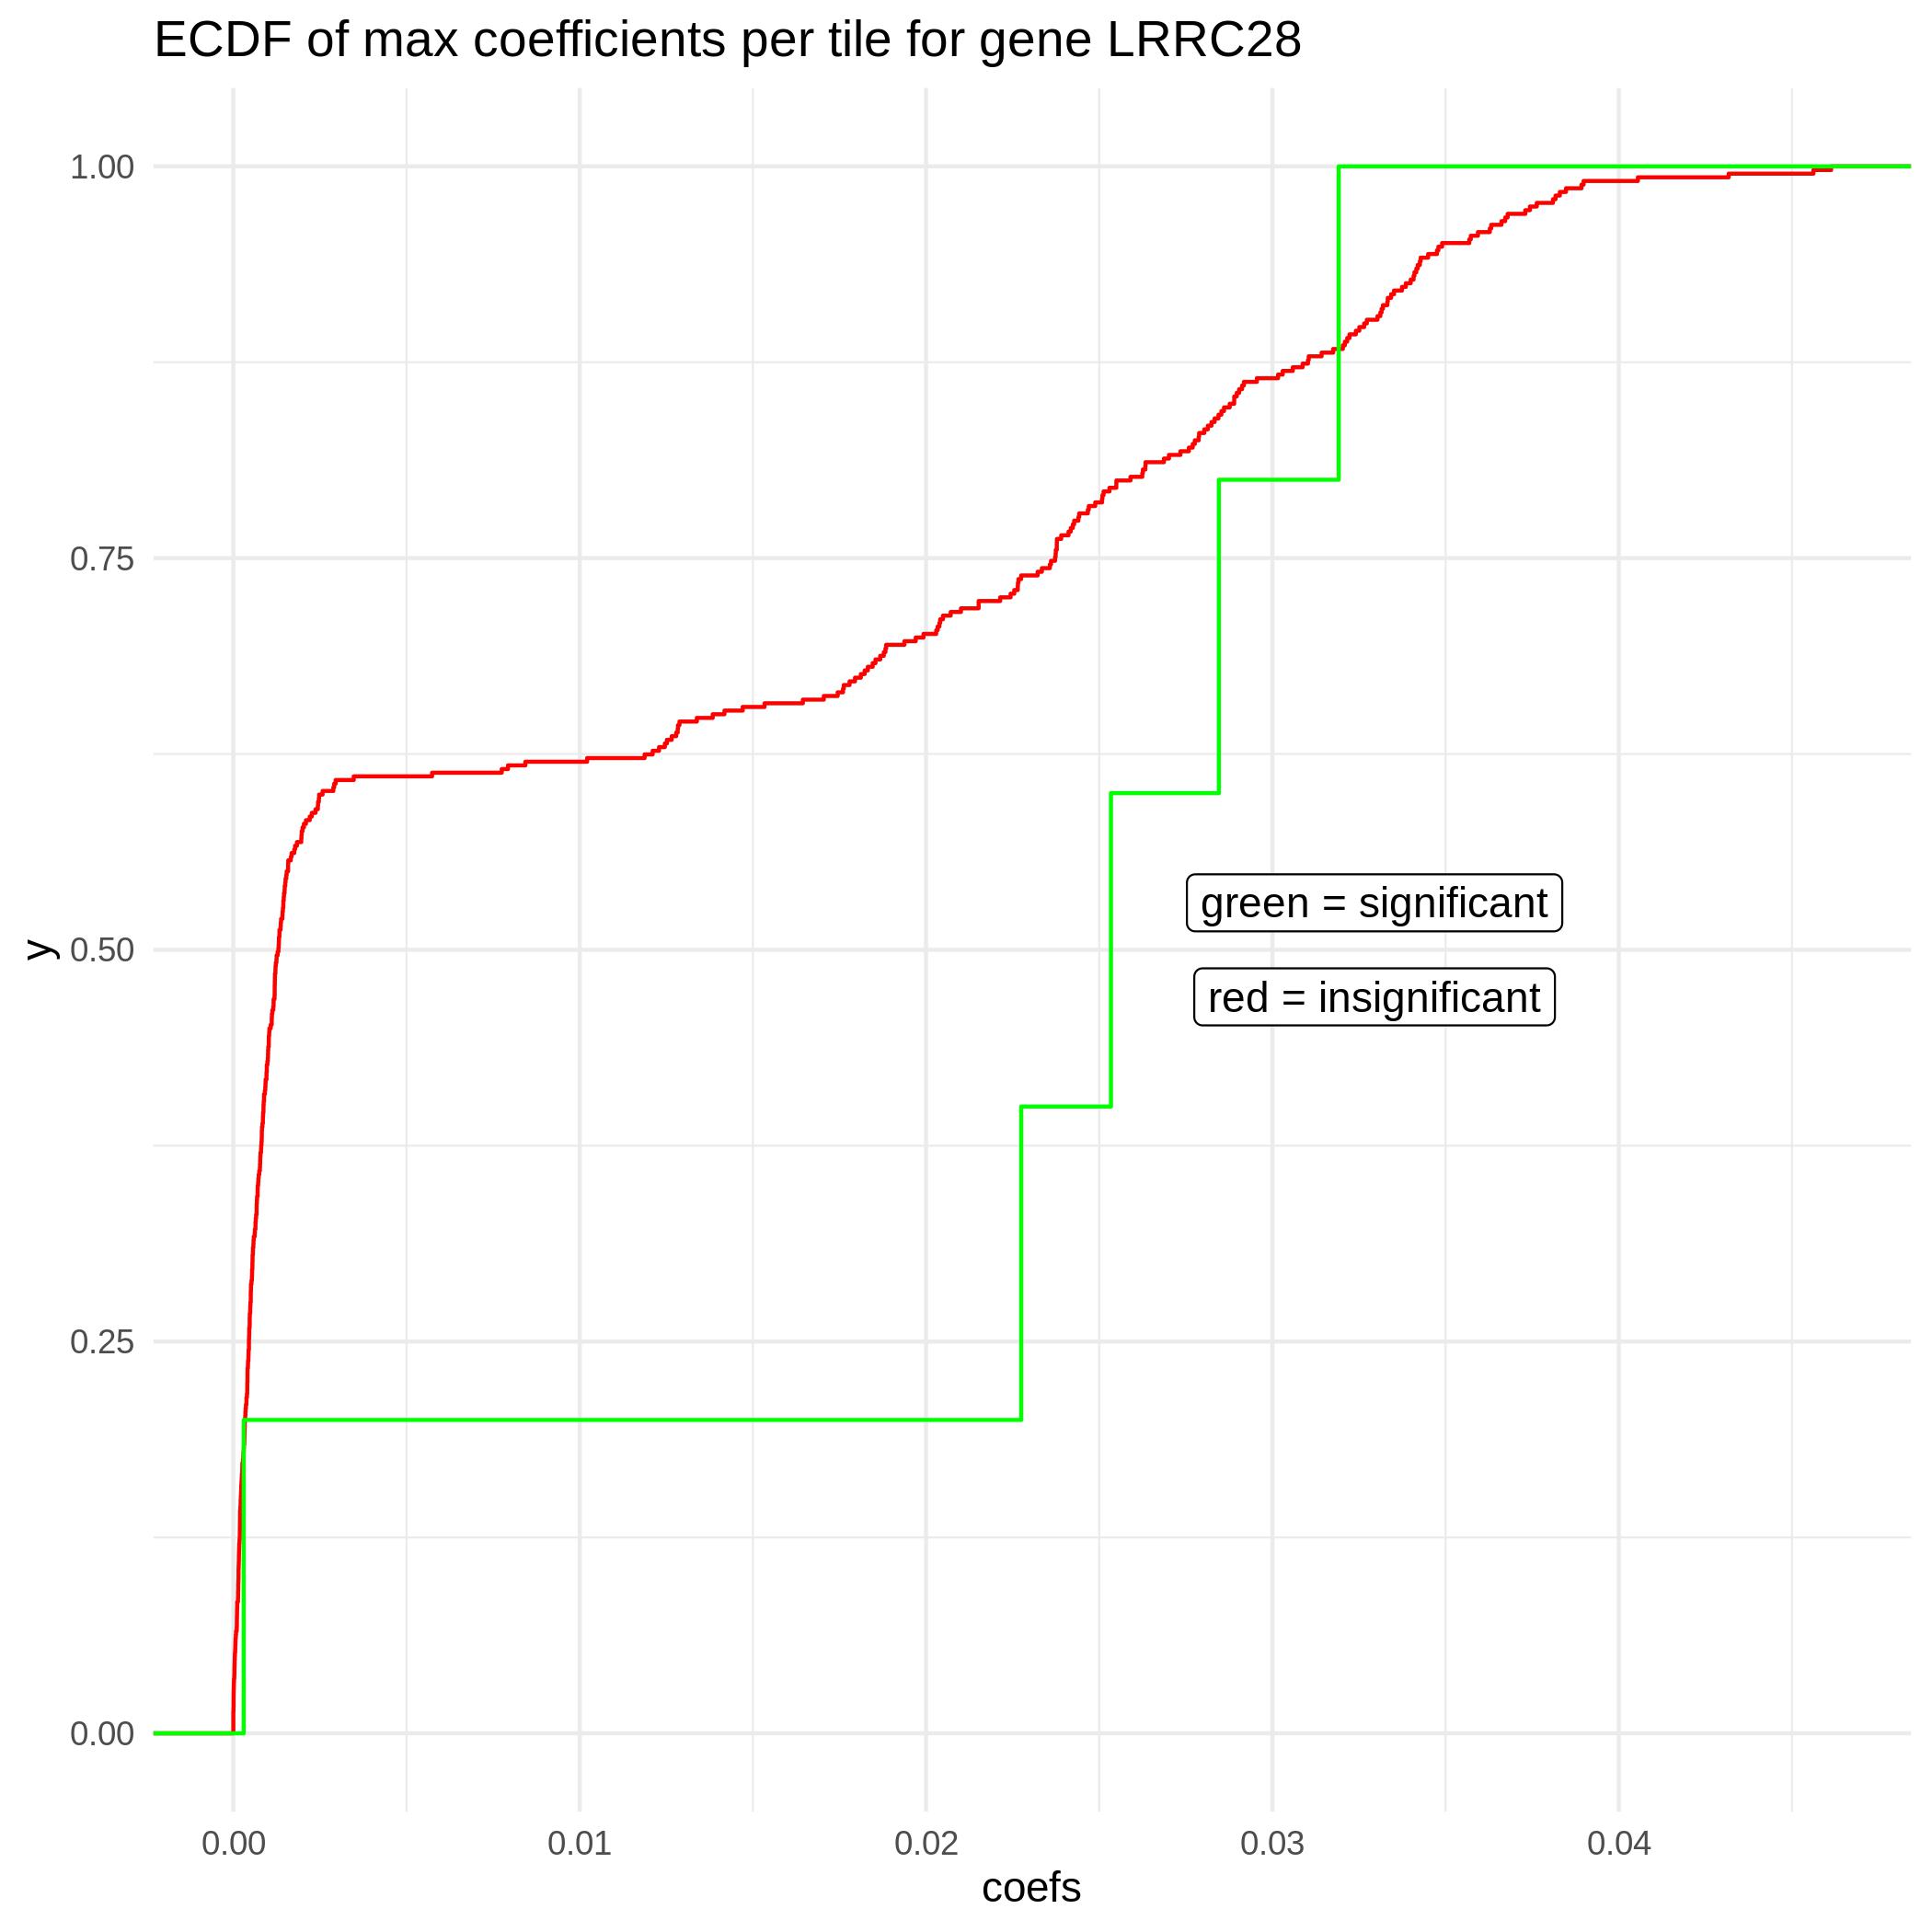 ECDF of max coefficients per tile for gene LRRC28
1.00
0.75
0.50
0.25
0.00
y
green = significant
red = insignificant
0.00
0.01
0.02
0.03
0.04
coefs